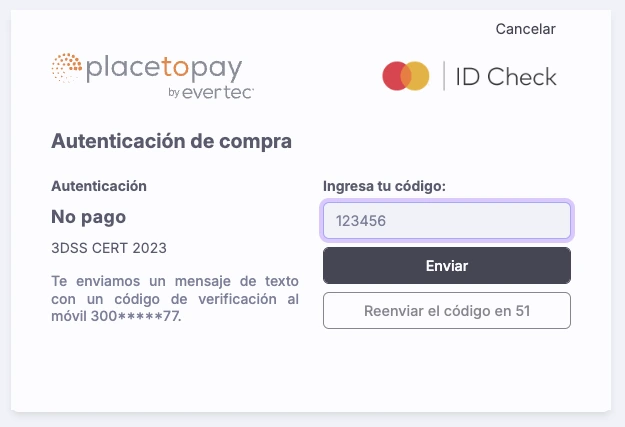 Cancelar
placetopay
by evertec
ID Check
Autenticación de compra
Autenticación
No pago
3DSS CERT 2023
Te enviamos un mensaje de texto
con un código de verificación al
móvil 300*****77.
Ingresa tu código:
123456
Enviar
Reenviar el código en 51